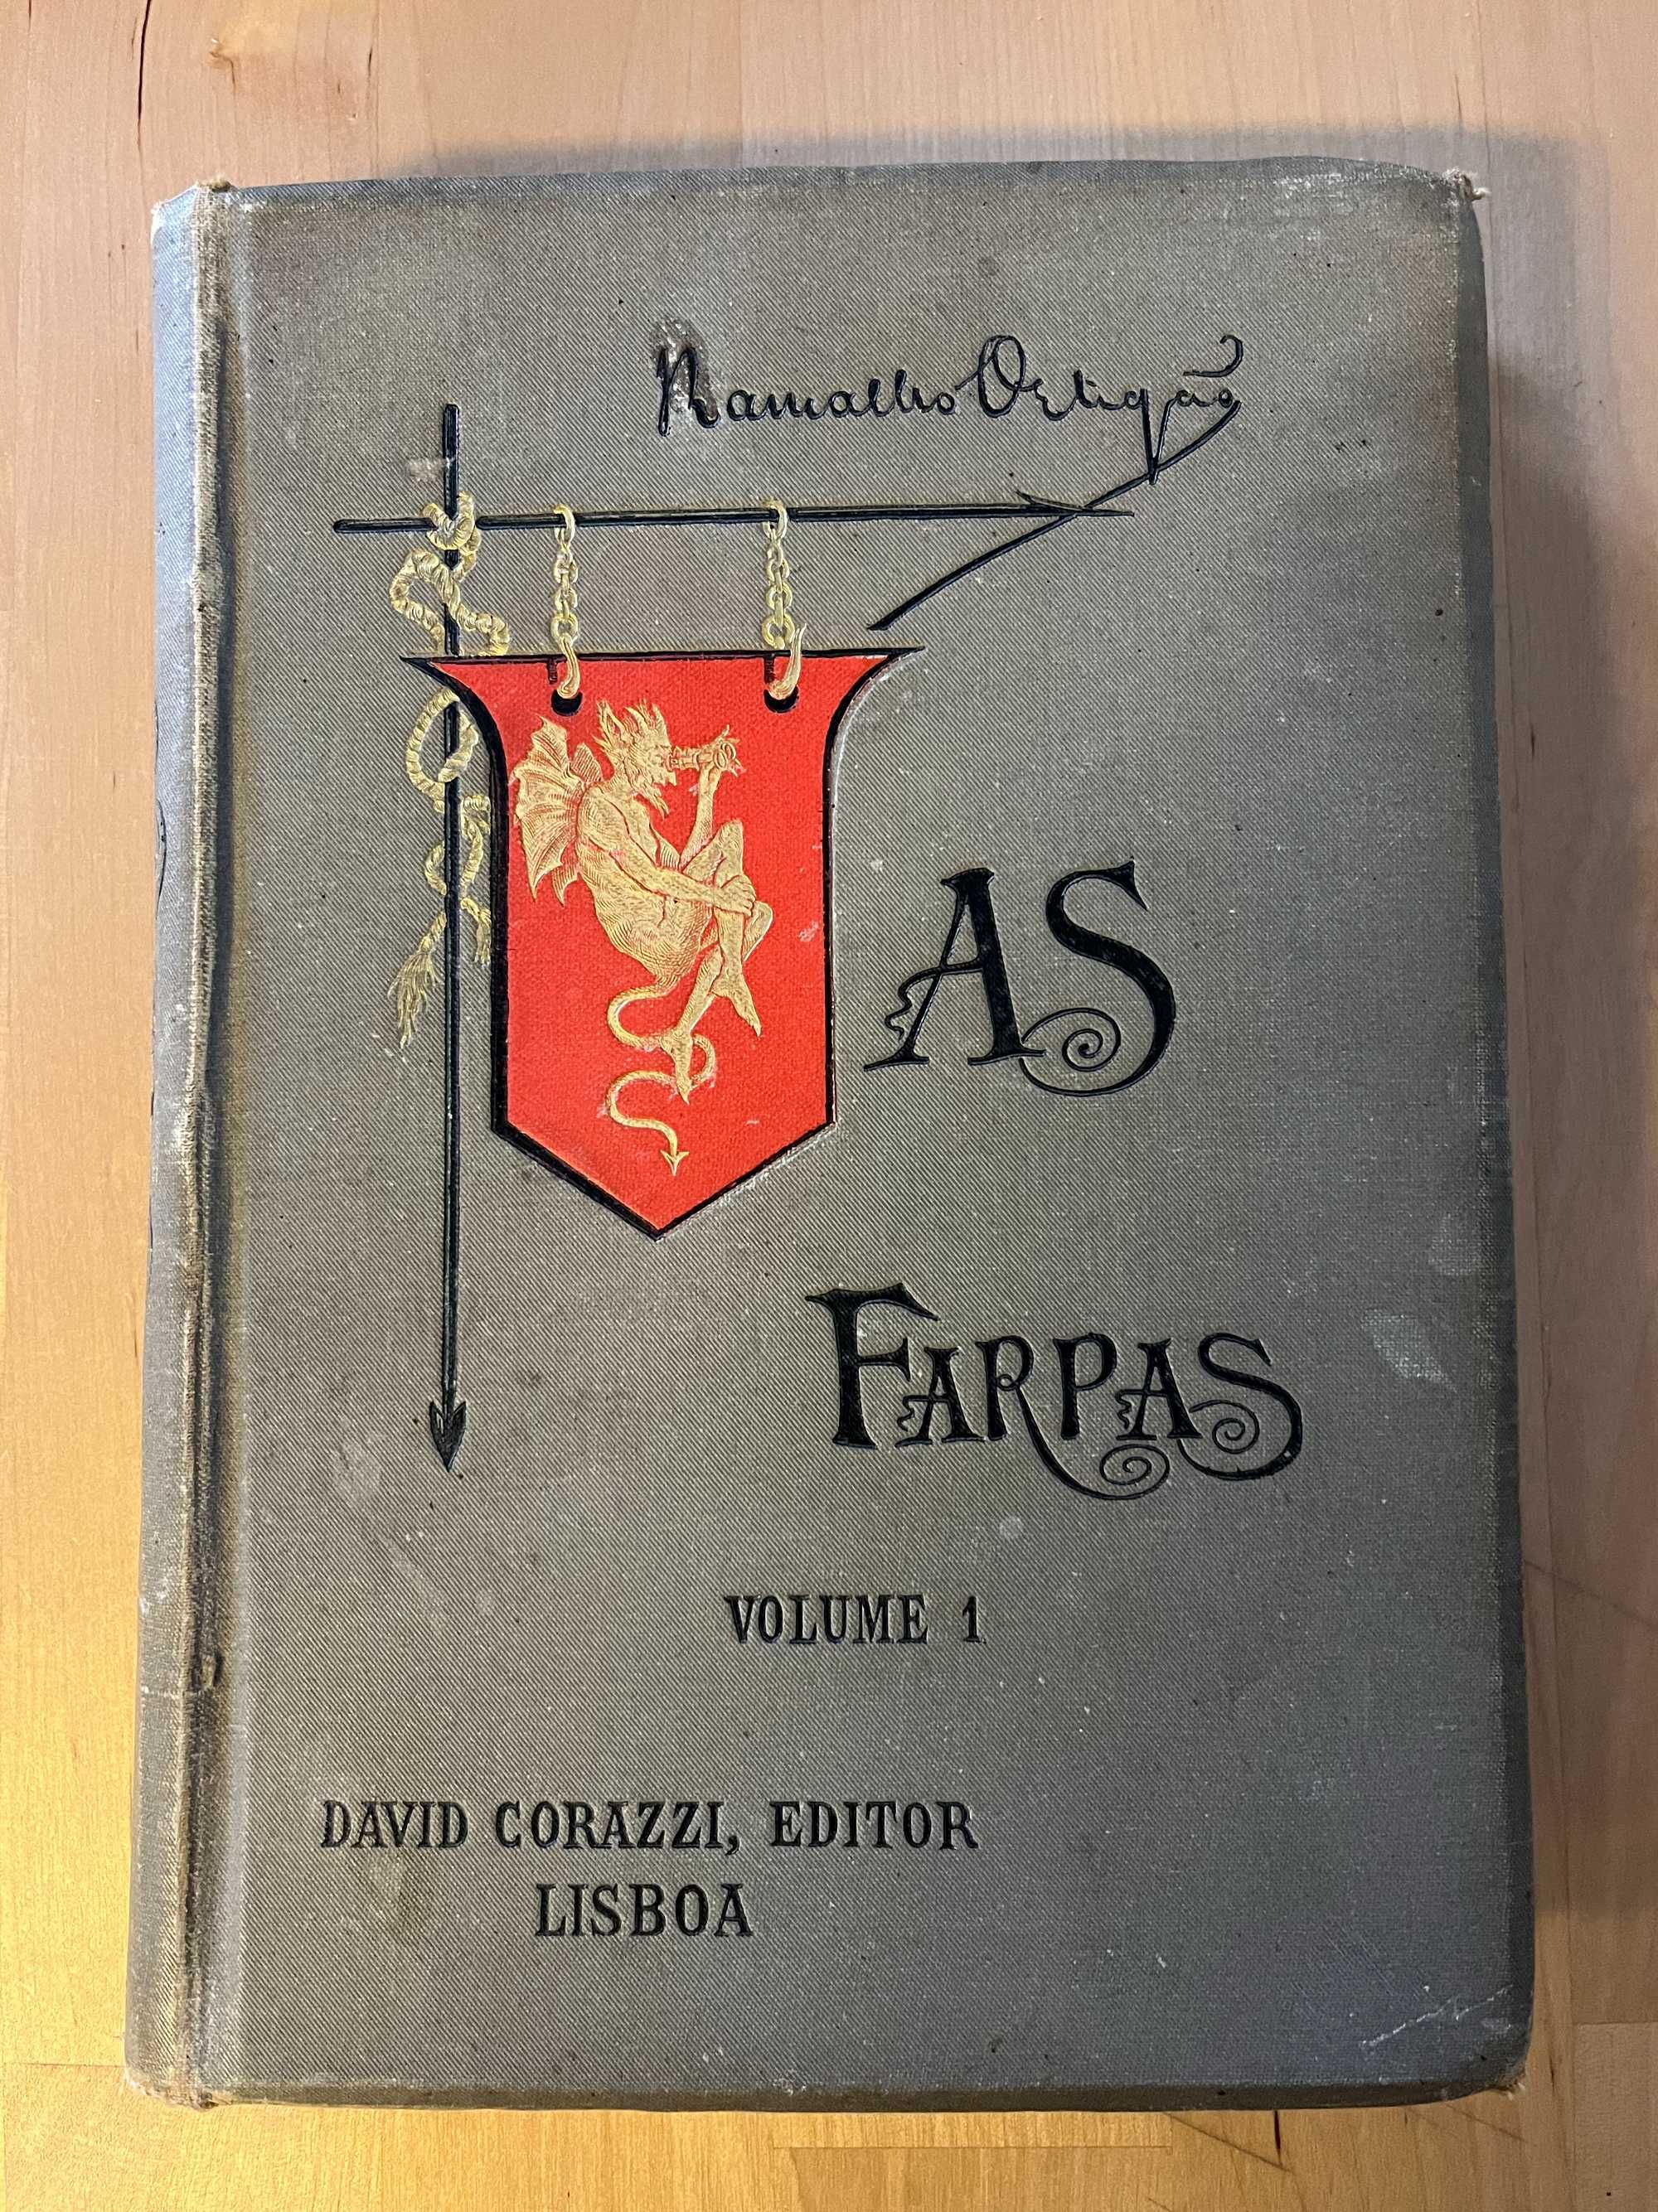 Ramalho Ortigão
AS
FARPAS
VOLUME 1
DAVID CORAZZI, EDITOR
LISBOA